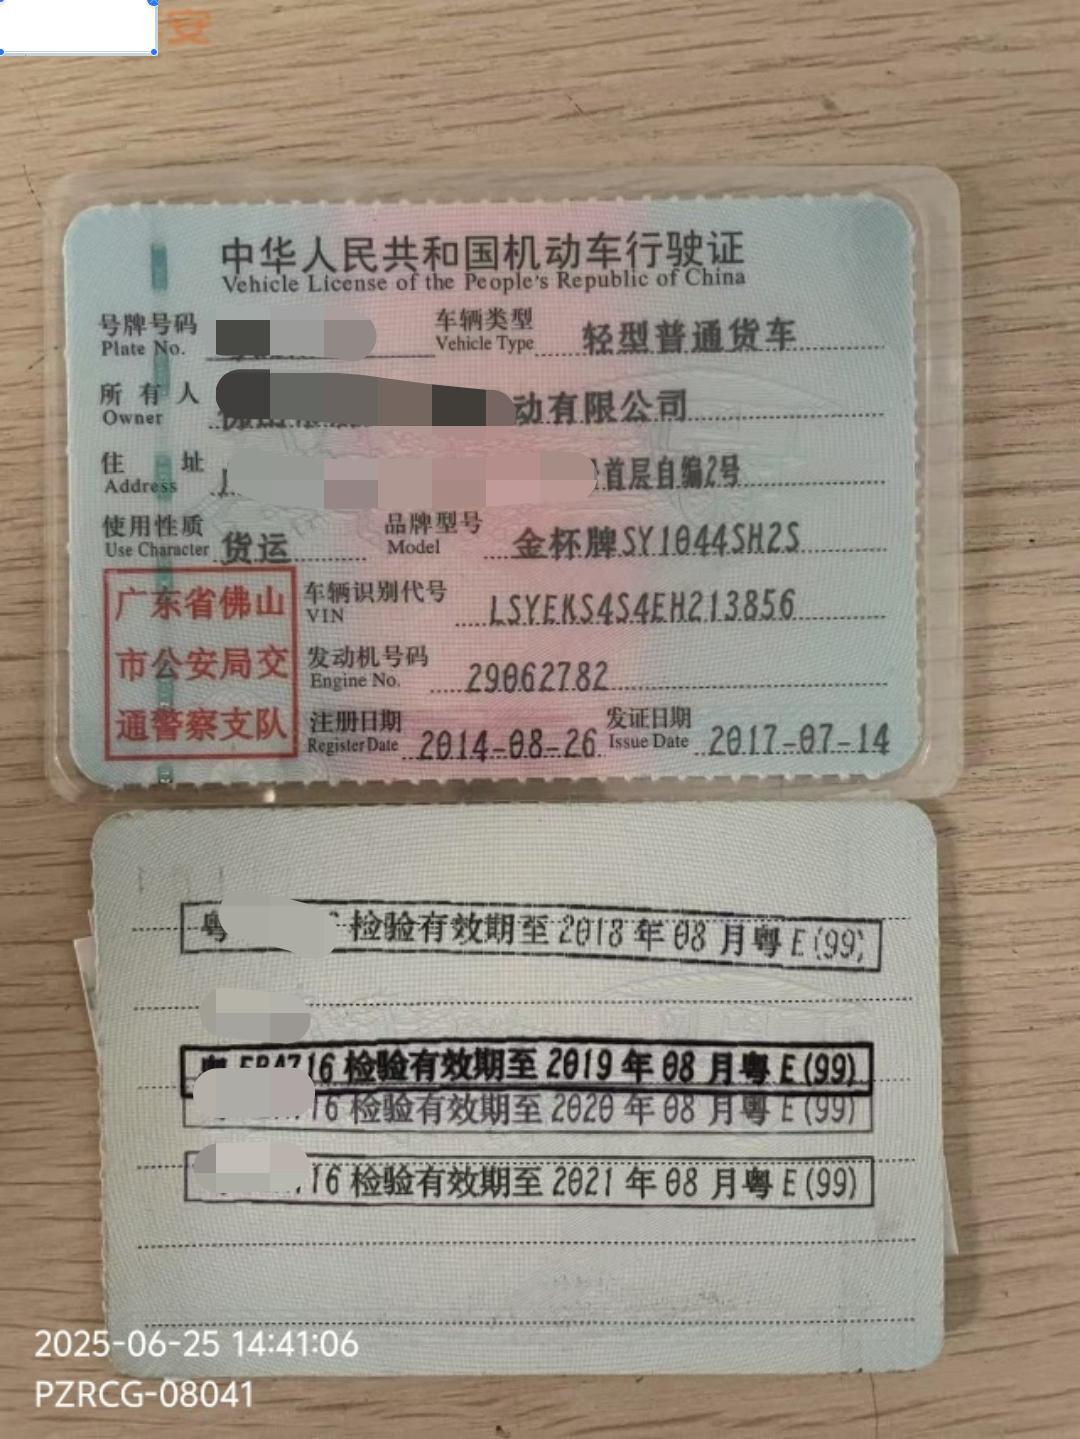 安
中华人民共和国机动车行驶证
Vehicle License of the People's Republic of China
号牌号码 车辆类型 轻型普通货车
Plate No. Vehicle Type
所有人 动有限公司
Owner
住址 首层自编2号
Address
使用性质 货运 品牌型号 金杯牌SY1044SH2S
Use Character Model
广东省佛山
市公安局交
通警察支队
车辆识别代号 LSYEKS4S4EH213856
VIN
发动机号码 29062782
Engine No.
注册日期 2014-08-26 发证日期 2017-07-14
Register Date Issue Date
粤 检验有效期至2018年08月粤E(99)
检验有效期至2019年08月粤E(99)
16检验有效期至2020年08月粤E(99)
16检验有效期至2021年08月粤E(99)
2025-06-25 14:41:06
PZRCG-08041